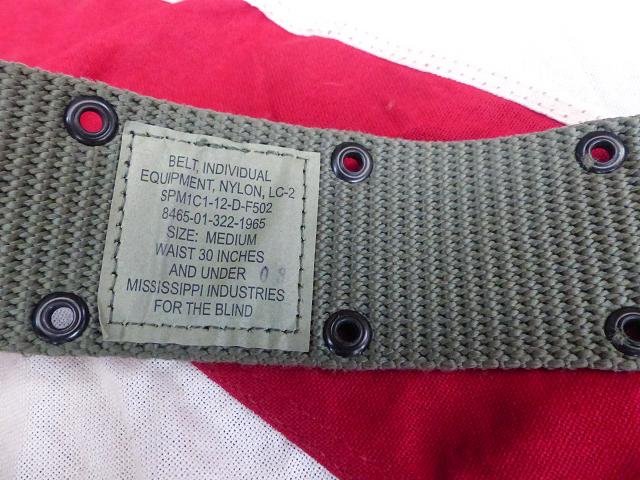 BELT, INDIVIDUAL
EQUIPMENT, NYLON, LC-2
SPM1C1-12-D-F502
8465-01-322-1965
SIZE: MEDIUM
WAIST 30 INCHES
AND UNDER
MISSISSIPPI INDUSTRIES
FOR THE BLIND